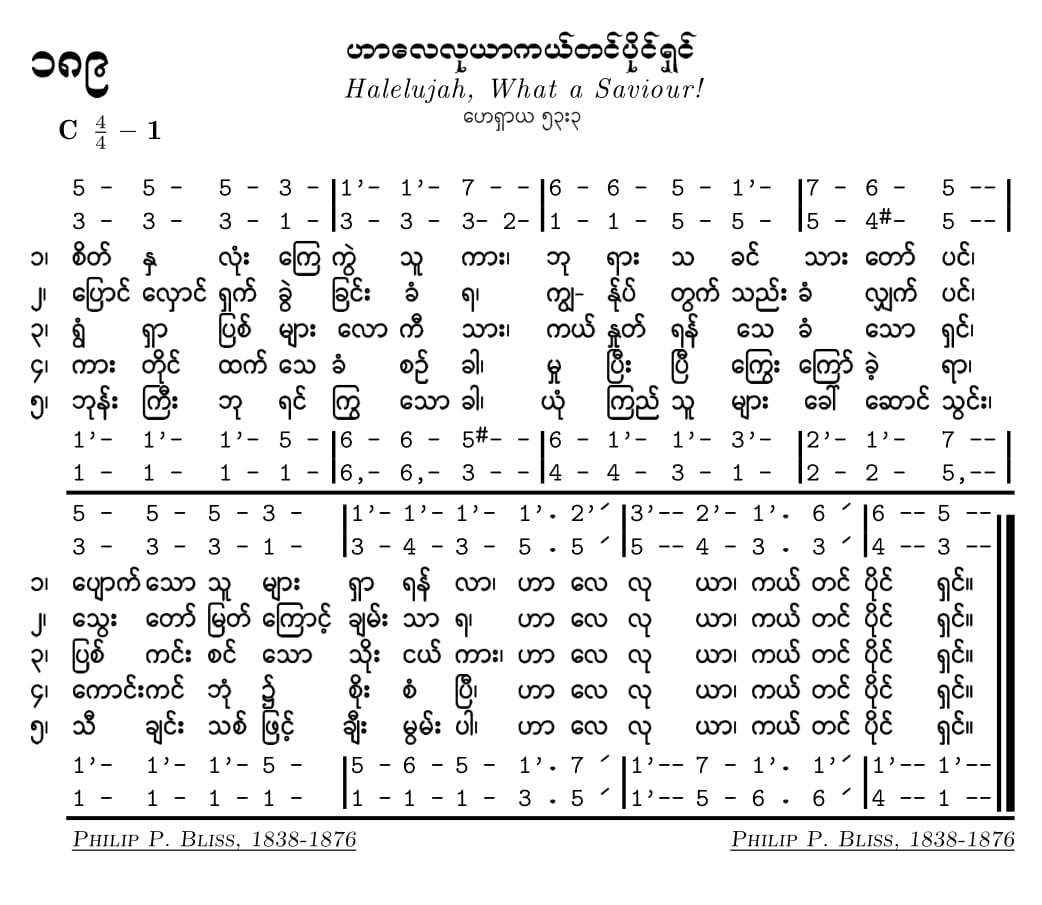 ၁၈၉
ဟာလေလုယာကယ်တင်ပိုင်ရှင်
Halelujah, What a Saviour!
ဟေရှာယ ၅၃း၃
C 4/4 – 1
5 - 5 - 5 - 3 - |1’- 1’- 7 - - |6 - 6 - 5 - 1’- |7 - 6 - 5 -- |
3 - 3 - 3 - 1 - |3 - 3 - 3- 2- |1 - 1 - 5 - 5 - |5 - 4#- 5 -- |
၁၊ စိတ် နှ လုံး ကြေ ကွဲ သူ ကား၊ ဘု ရား သ ခင် သား တော် ပင်၊
၂၊ ပြောင် လှောင် ရှက် ခွဲ ခြင်း ခံ ရ၊ ကျွ- န်ုပ် တွက် သည်း ခံ လျှက် ပင်၊
၃၊ ရွံ ရှာ ပြစ် များ လော ကီ သား၊ ကယ် နှုတ် ရန် သေ ခံ သော ရှင်၊
၄၊ ကား တိုင် ထက် သေ ခံ စဉ် ခါ၊ မှု ပြီး ပြီ ကြွေး ကြော် ခဲ့ ရာ၊
၅၊ ဘုန်း ကြီး ဘု ရင် ကြွ သော ခါ၊ ယုံ ကြည် သူ များ ခေါ် ဆောင် သွင်း၊
1’- 1’- 1’- 5 - |6 - 6 - 5#- - |6 - 1’- 1’- 3’- |2’- 1’- 7 -- |
1 - 1 - 1 - 1 - |6,- 6,- 3 - - |4 - 4 - 3 - 1 - |2 - 2 - 5,-- |
5 - 5 - 5 - 3 - |1’- 1’- 1’- 1’. 2’´ |3’-- 2’- 1’. 6 ´ |6 -- 5 --
3 - 3 - 3 - 1 - |3 - 4 - 3 - 5 . 5 ´ |5 -- 4 - 3 . 3 ´ |4 -- 3 --
၁၊ ပျောက် သော သူ များ ရှာ ရန် လာ၊ ဟာ လေ လု ယာ၊ ကယ် တင် ပိုင် ရှင်။
၂၊ သွေး တော် မြတ် ကြောင့် ချမ်း သာ ရ၊ ဟာ လေ လု ယာ၊ ကယ် တင် ပိုင် ရှင်။
၃၊ ပြစ် ကင်း စင် သော သိုး ငယ် ကား၊ ဟာ လေ လု ယာ၊ ကယ် တင် ပိုင် ရှင်။
၄၊ ကောင်းကင် ဘုံ ၌ စိုး စံ ပြီ၊ ဟာ လေ လု ယာ၊ ကယ် တင် ပိုင် ရှင်။
၅၊ သီ ချင်း သစ် ဖြင့် ချီး မွမ်း ပါ၊ ဟာ လေ လု ယာ၊ ကယ် တင် ပိုင် ရှင်။
1’- 1’- 1’- 5 - |5 - 6 - 5 - 1’. 7 ´ |1’-- 7 - 1’. 1’´ |1’-- 1’--
1 - 1 - 1 - 1 - |1 - 1 - 1 - 3 . 5 ´ |1’-- 5 - 6 . 6 ´ |4 -- 1 --
PHILIP P. BLISS, 1838-1876 PHILIP P. BLISS, 1838-1876